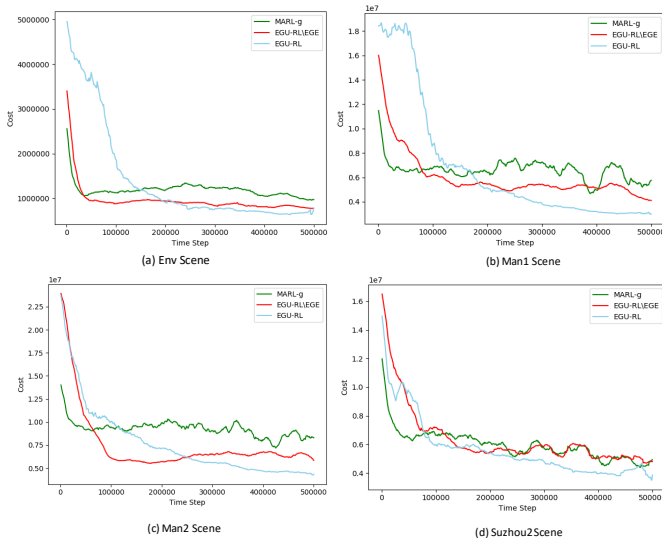 5000000
4000000
3000000
2000000
1000000
Cost
0 100000 200000 300000 400000 500000
Time Step
MARL-g
EGU-RL\EGE
EGU-RL
(a) Env Scene
1e7
1.8
1.6
1.4
1.2
1.0
0.8
0.6
0.4
Cost
0 100000 200000 300000 400000 500000
Time Step
MARL-g
EGU-RL\EGE
EGU-RL
(b) Man1 Scene
1e7
2.25
2.00
1.75
1.50
1.25
1.00
0.75
0.50
Cost
0 100000 200000 300000 400000 500000
Time Step
MARL-g
EGU-RL\EGE
EGU-RL
(c) Man2 Scene
1e7
1.6
1.4
1.2
1.0
0.8
0.6
0.4
Cost
0 100000 200000 300000 400000 500000
Time Step
MARL-g
EGU-RL\EGE
EGU-RL
(d) Suzhou2 Scene